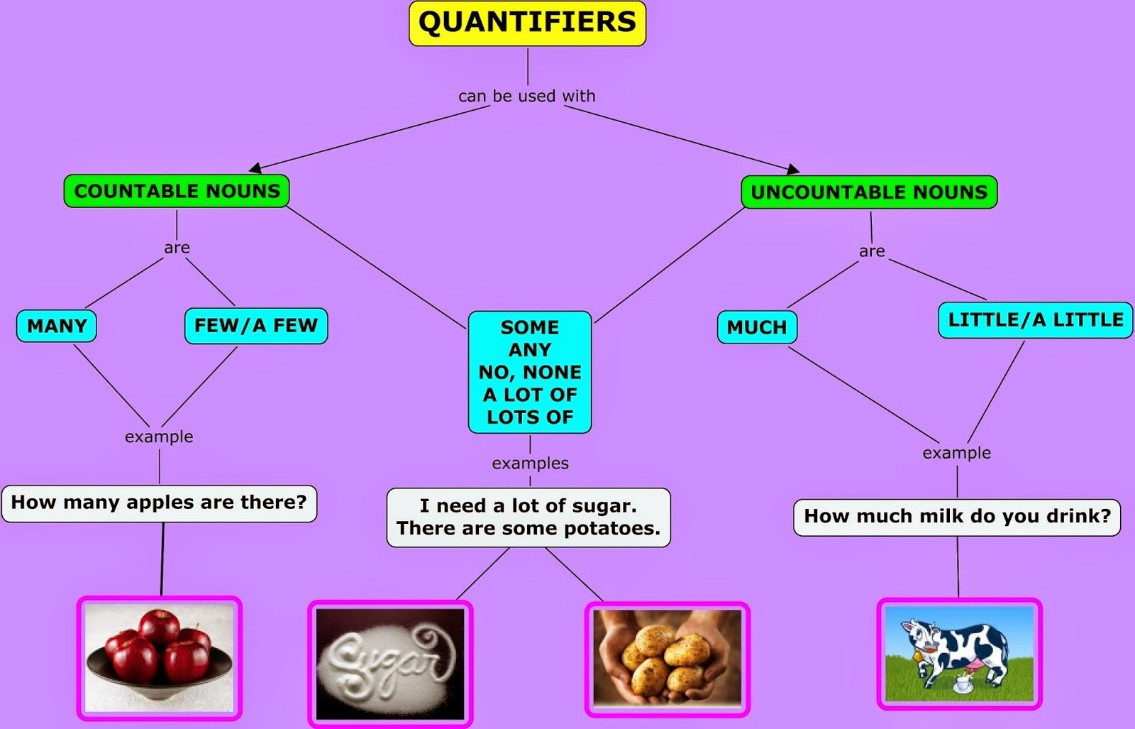 QUANTIFIERS
can be used with
COUNTABLE NOUNS
UNCOUNTABLE NOUNS
are
are
MANY
FEW/A FEW
SOME
ANY
NO, NONE
A LOT OF
LOTS OF
MUCH
LITTLE/A LITTLE
example
examples
example
How many apples are there?
I need a lot of sugar.
There are some potatoes.
How much milk do you drink?
Sugar